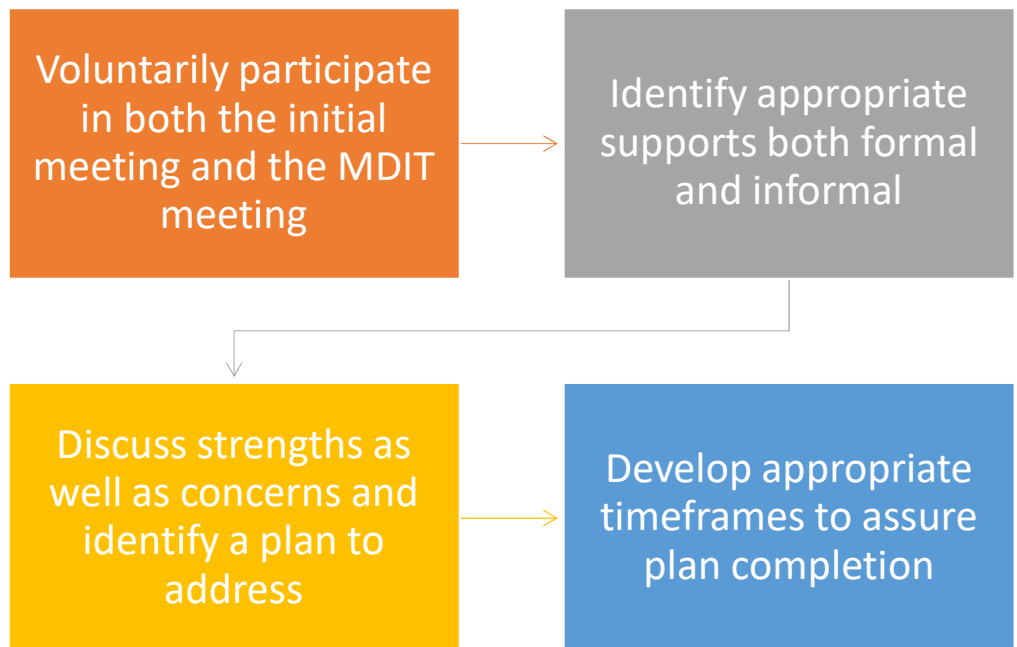 Voluntarily participate
in both the initial
meeting and the MDIT
meeting
Identify appropriate
supports both formal
and informal
Discuss strengths as
well as concerns and
identify a plan to
address
Develop appropriate
timeframes to assure
plan completion